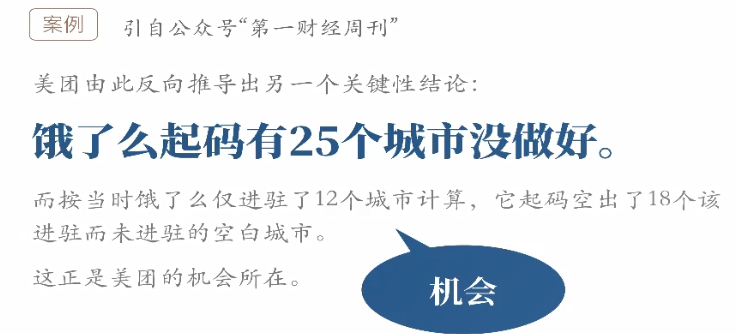 案例 引自公众号“第一财经周刊”
美团由此反向推导出另一个关键性结论：
饿了么起码有25个城市没做好。
而按当时饿了么仅进驻了12个城市计算，它起码空出了18个该
进驻而未进驻的空白城市。
这正是美团的机会所在。
机会